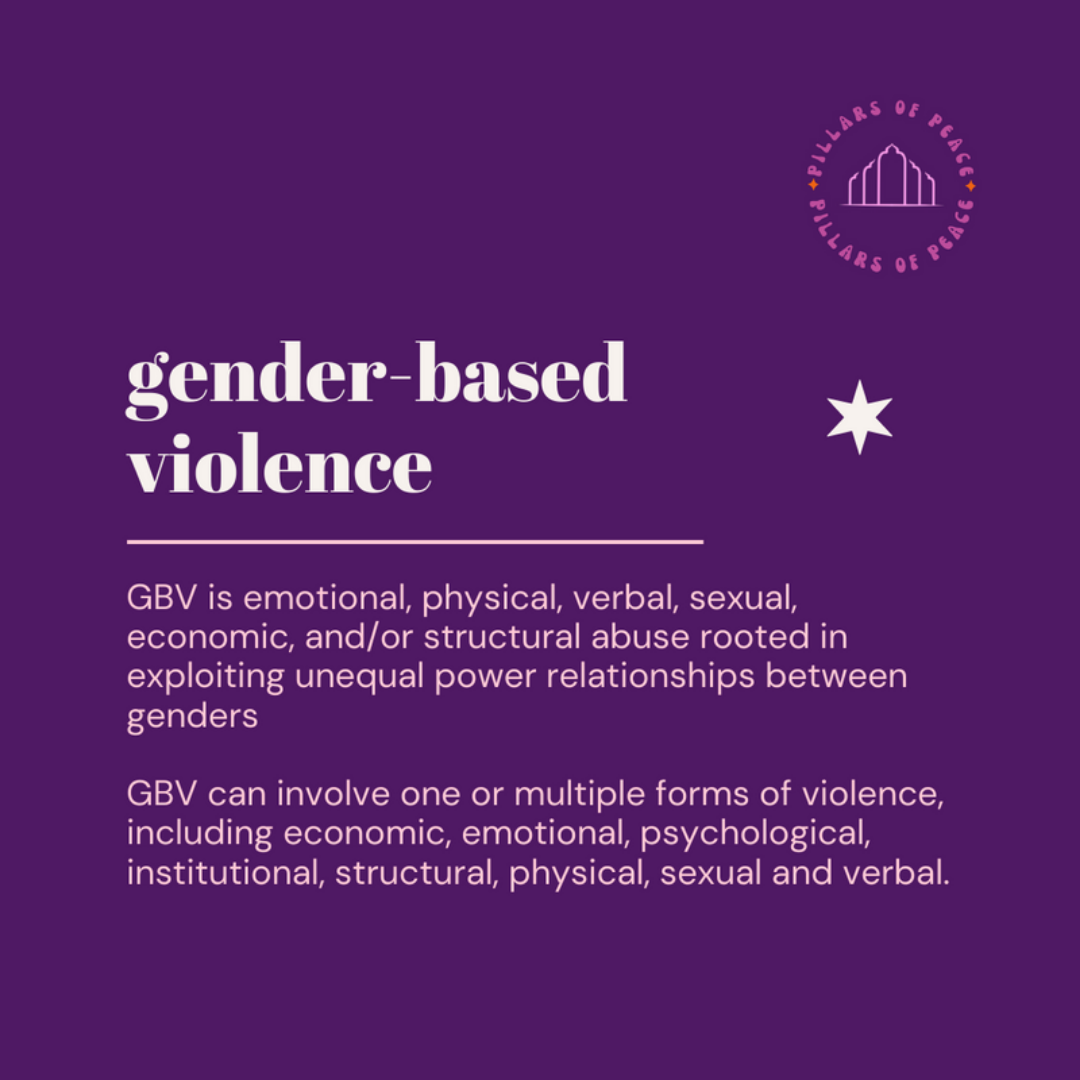 PILLARS OF PEACE
PILLARS OF PEACE
gender-based
violence
GBV is emotional, physical, verbal, sexual,
economic, and/or structural abuse rooted in
exploiting unequal power relationships between
genders
GBV can involve one or multiple forms of violence,
including economic, emotional, psychological,
institutional, structural, physical, sexual and verbal.